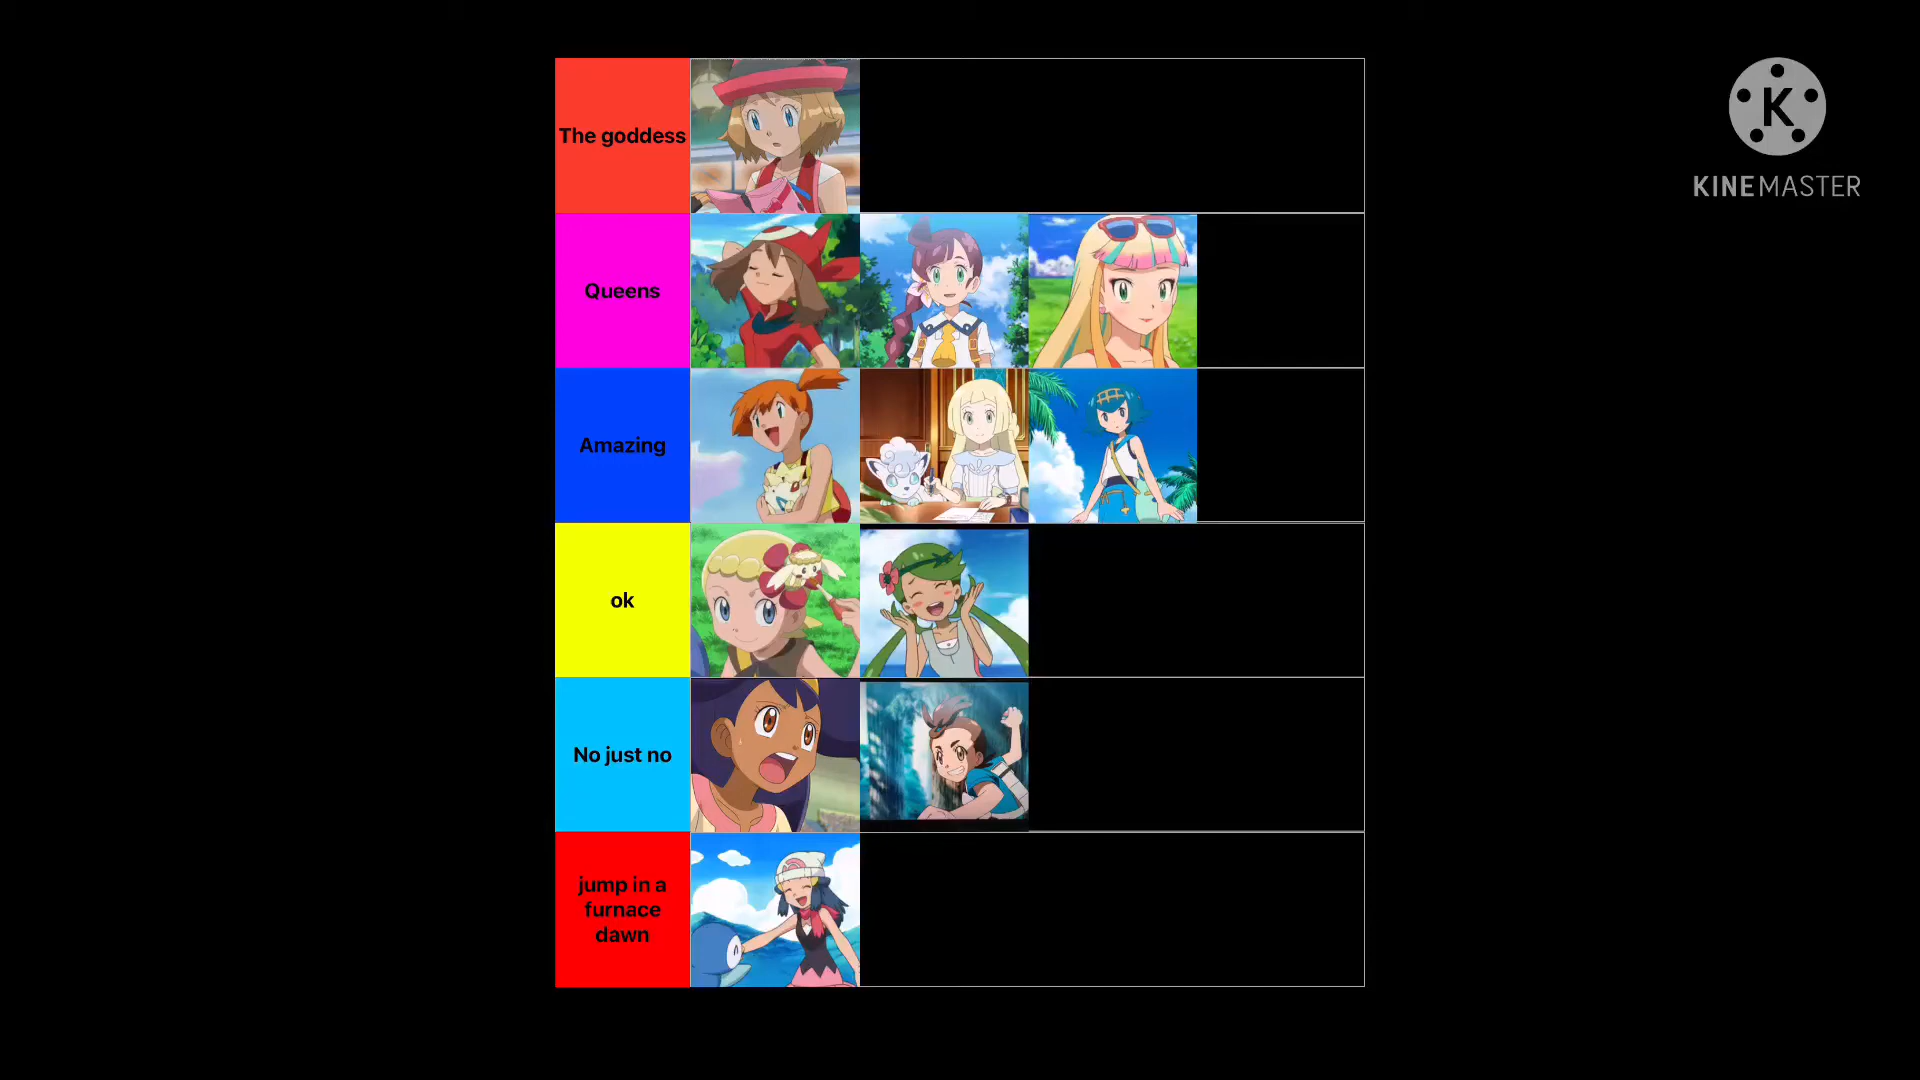 The goddess
K
KINEMASTER
Queens
Amazing
ok
No just no
jump in a
furnace
dawn